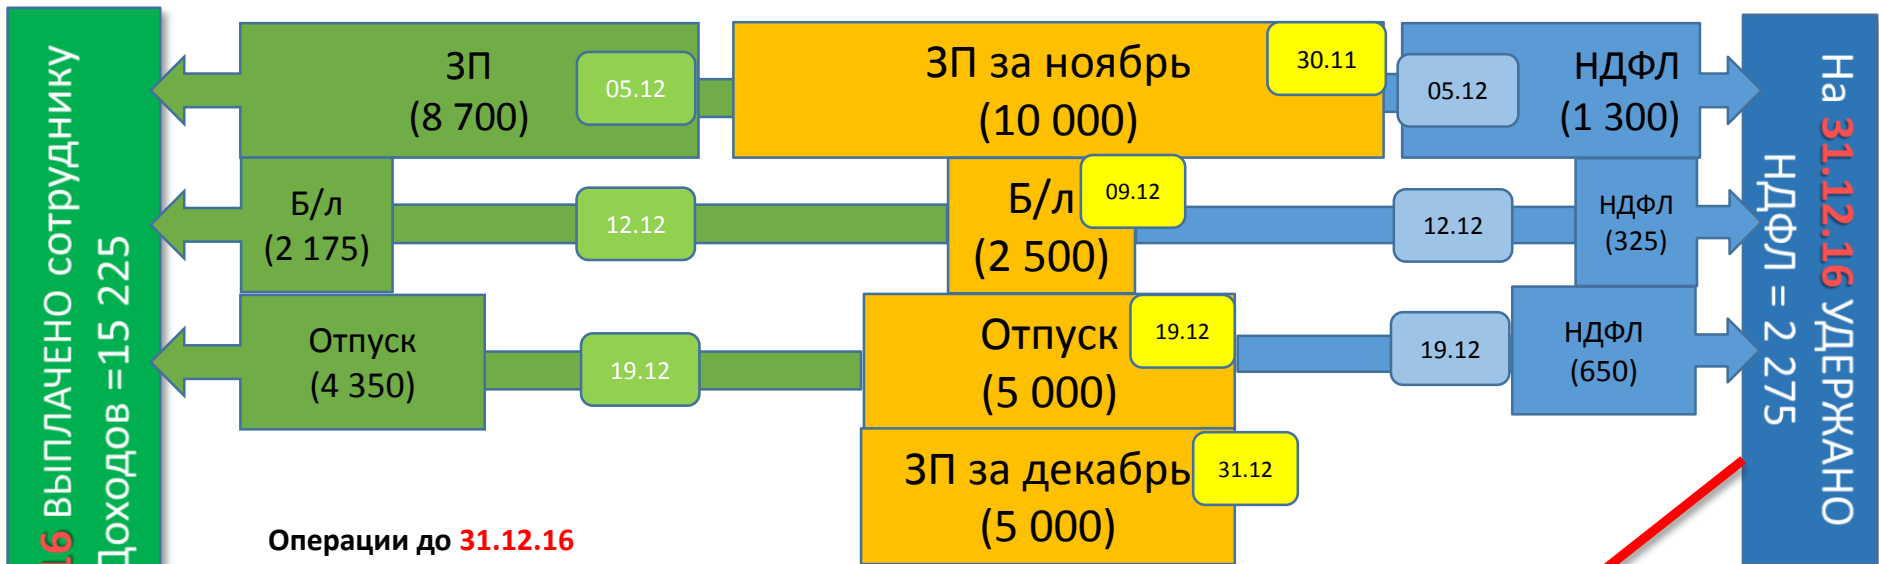 16 ВЫПЛАЧЕНО сотруднику
Доходов =15 225
ЗП
(8 700)
05.12
ЗП за ноябрь
(10 000)
30.11
05.12
НДФЛ
(1 300)
Б/л
(2 175)
12.12
Б/л
(2 500)
09.12
12.12
НДФЛ
(325)
Отпуск
(4 350)
19.12
Отпуск
(5 000)
19.12
19.12
НДФЛ
(650)
ЗП за декабрь
(5 000)
31.12
Операции до 31.12.16
На 31.12.16 УДЕРЖАНО
НДФЛ = 2 275